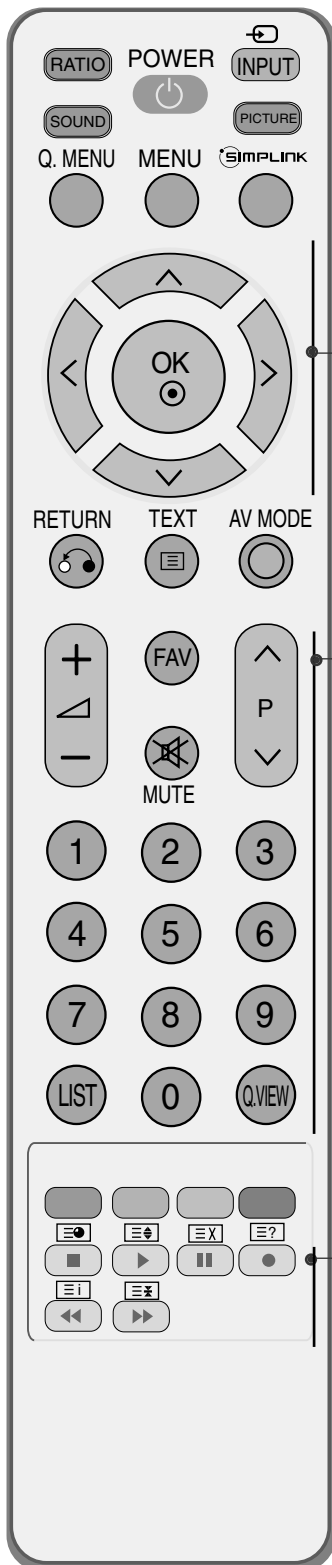 RATIO POWER INPUT
SOUND PICTURE
Q. MENU MENU SIMPLINK
OK
RETURN TEXT AV MODE
FAV
P
MUTE
1 2 3
4 5 6
7 8 9
LIST 0 Q.VIEW
X ?
i